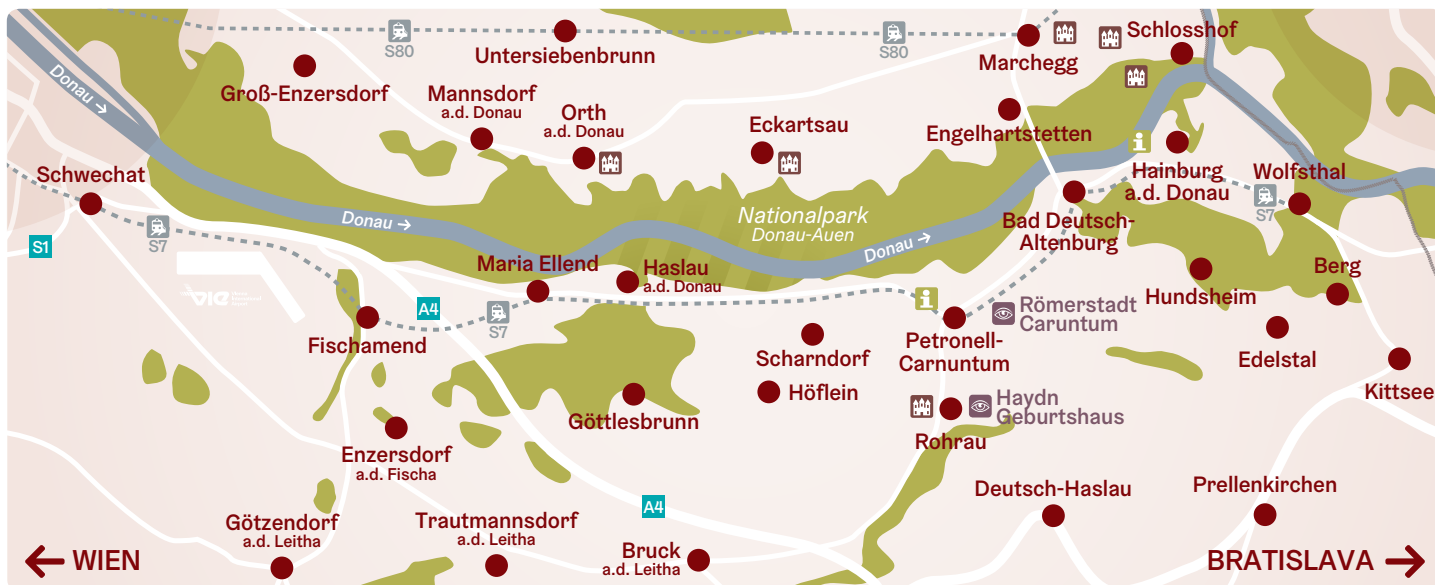 S80
S80
Untersiebenbrunn
Schlosshof
Marchegg
Donau →
Groß-Enzersdorf
Mannsdorf
a.d. Donau
Orth
a.d. Donau
Eckartsau
Engelhartstetten
Schwechat
Hainburg
a.d. Donau
Wolfsthal
S7
S7
Donau →
Nationalpark
Donau-Auen
Donau →
Bad Deutsch-
Altenburg
S1
Maria Ellend
Haslau
a.d. Donau
Berg
Hundsheim
VIE
A4
S7
Fischamend
Römerstadt
Caruntum
Scharndorf
Petronell-
Carnuntum
Edelstal
Kittsee
Göttlesbrunn
Höflein
Haydn
Geburtshaus
Rohrau
Enzersdorf
a.d. Fischa
A4
Deutsch-Haslau
Prellenkirchen
Götzendorf
a.d. Leitha
Trautmannsdorf
a.d. Leitha
Bruck
a.d. Leitha
← WIEN
BRATISLAVA →